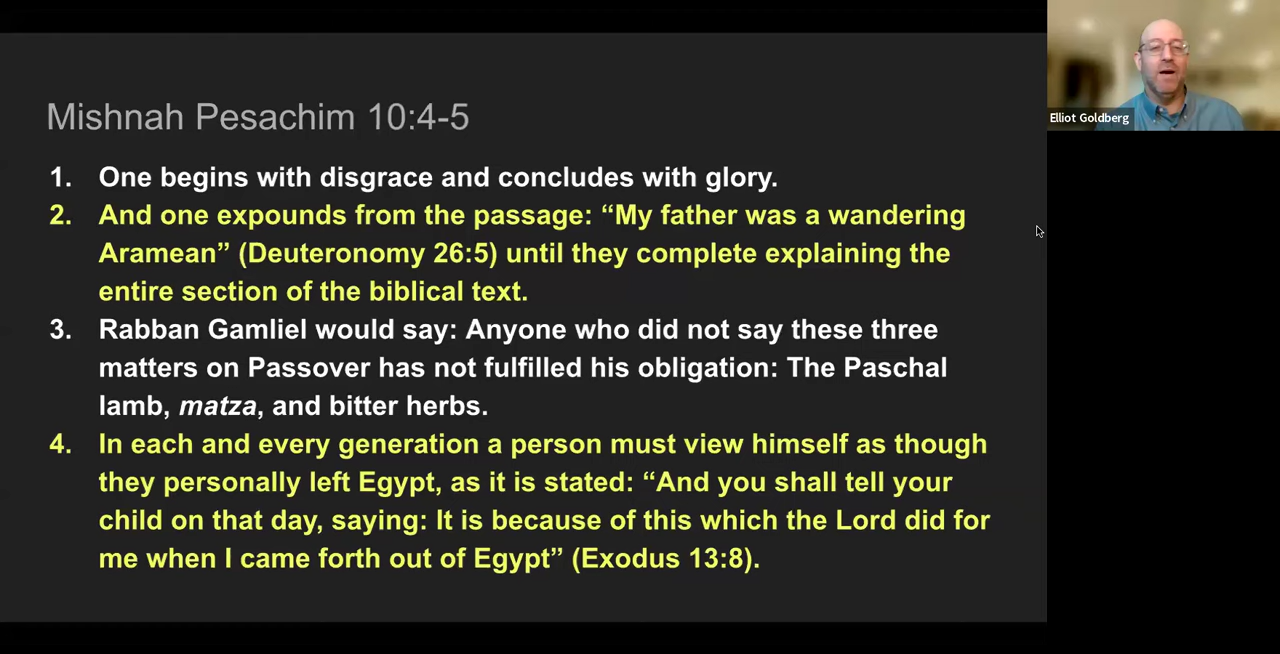 Mishnah Pesachim 10:4-5
1. One begins with disgrace and concludes with glory.
2. And one expounds from the passage: “My father was a wandering
Aramean” (Deuteronomy 26:5) until they complete explaining the
entire section of the biblical text.
3. Rabban Gamliel would say: Anyone who did not say these three
matters on Passover has not fulfilled his obligation: The Paschal
lamb, matza, and bitter herbs.
4. In each and every generation a person must view himself as though
they personally left Egypt, as it is stated: “And you shall tell your
child on that day, saying: It is because of this which the Lord did for
me when I came forth out of Egypt” (Exodus 13:8).
Elliot Goldberg